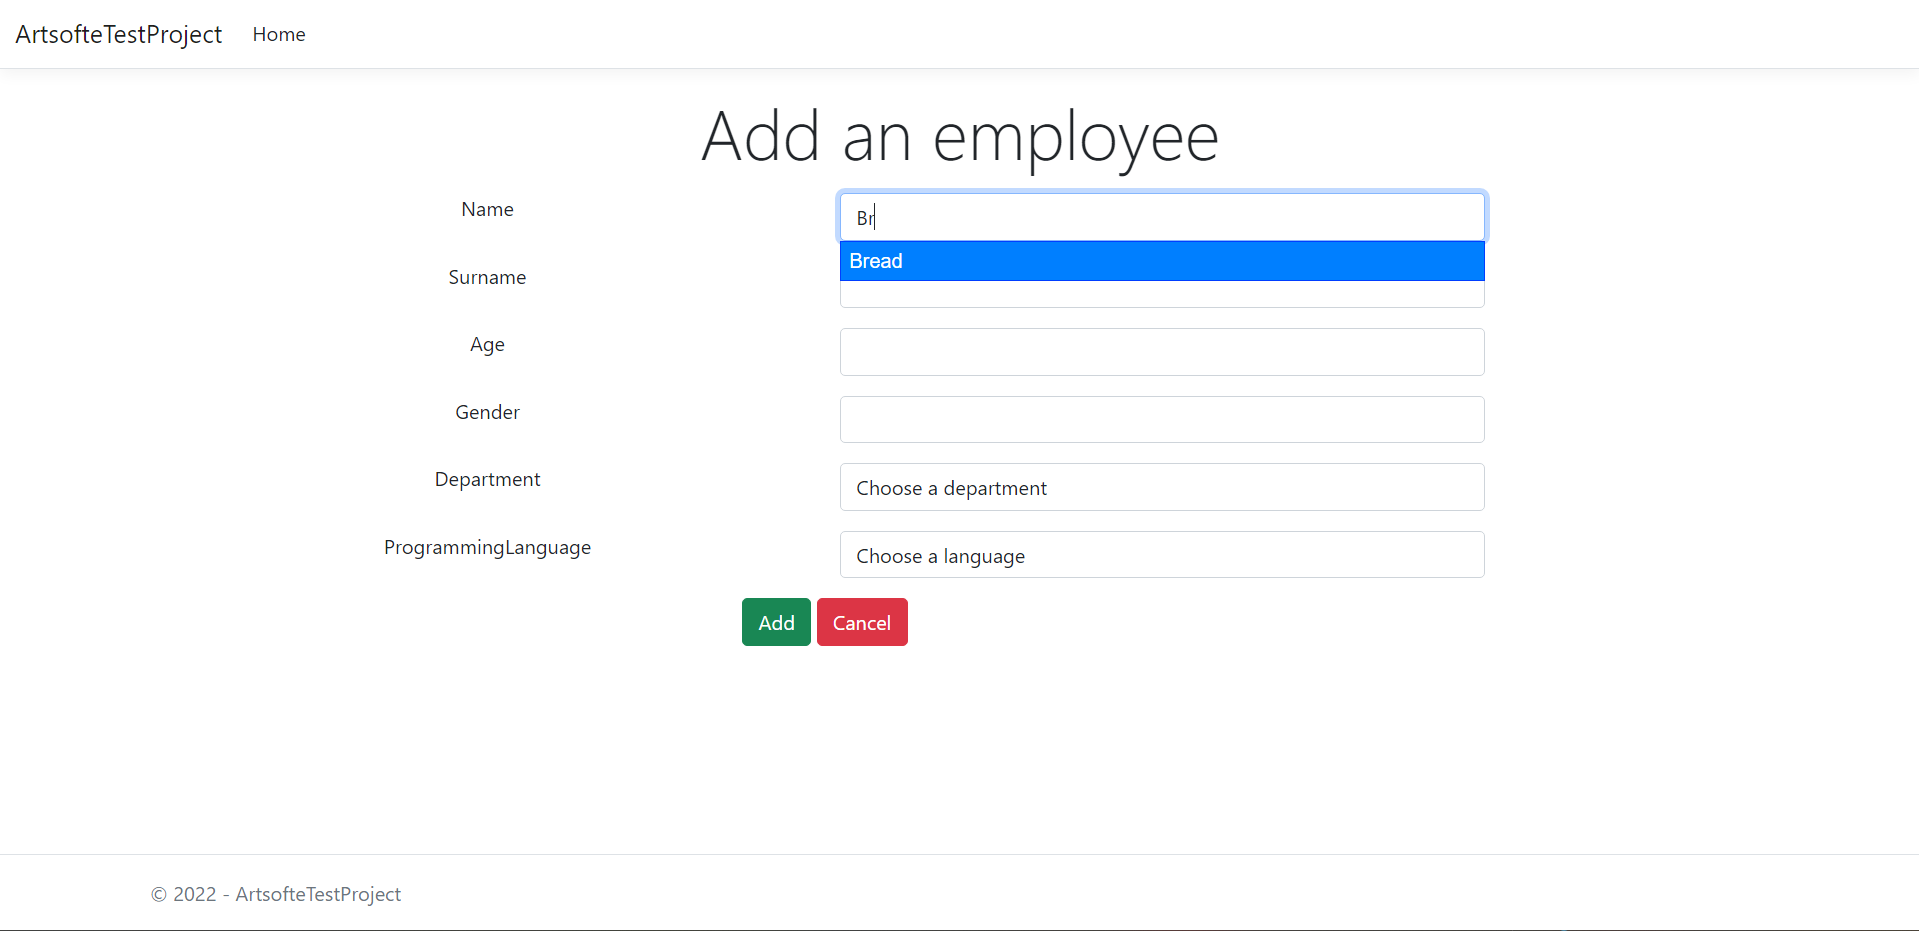 ArtsofteTestProject Home
Add an employee
Name Br
Bread
Surname
Age
Gender
Department Choose a department
ProgrammingLanguage Choose a language
Add Cancel
© 2022 - ArtsofteTestProject